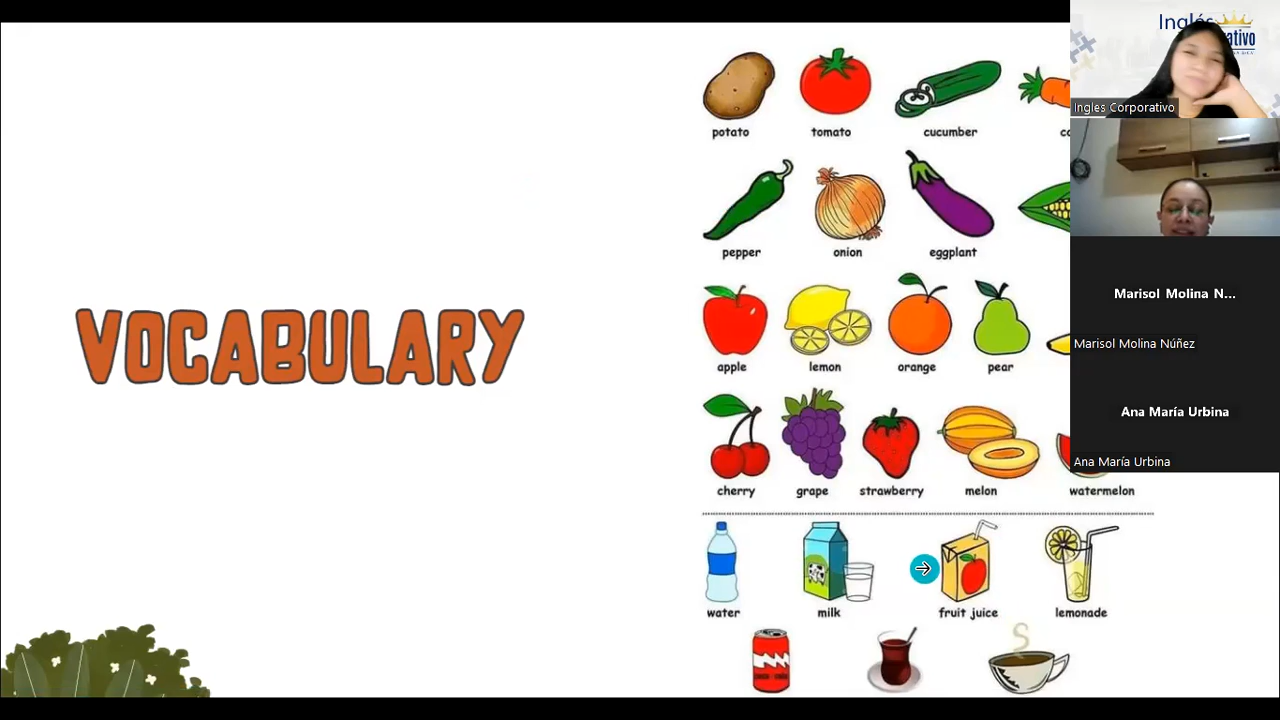 potato tomato cucumber
pepper onion eggplant
VOCABULARY
apple lemon orange pear
cherry grape strawberry melon watermelon
water milk fruit juice lemonade
Inglés
Ingles Corporativo
Marisol Molina N...
Marisol Molina Núñez
Ana María Urbina
Ana María Urbina